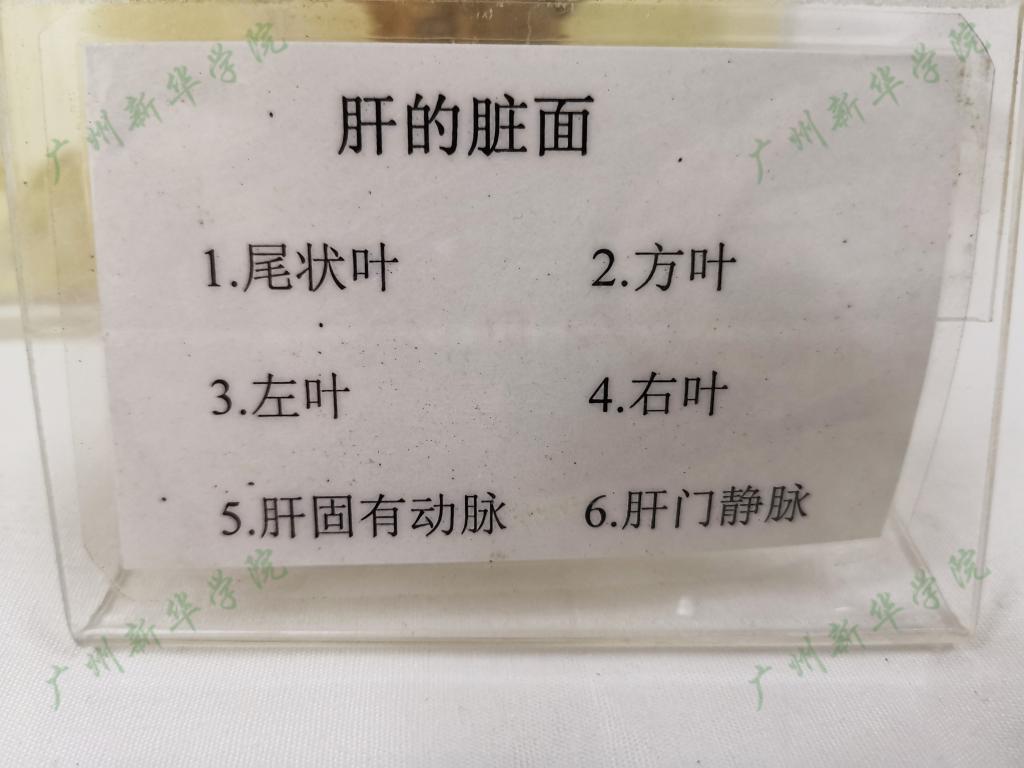 广州新华学院 广州新华学院
肝的脏面
1.尾状叶 2.方叶
3.左叶 4.右叶
5.肝固有动脉 6.肝门静脉
广州新华学院 广州新华学院